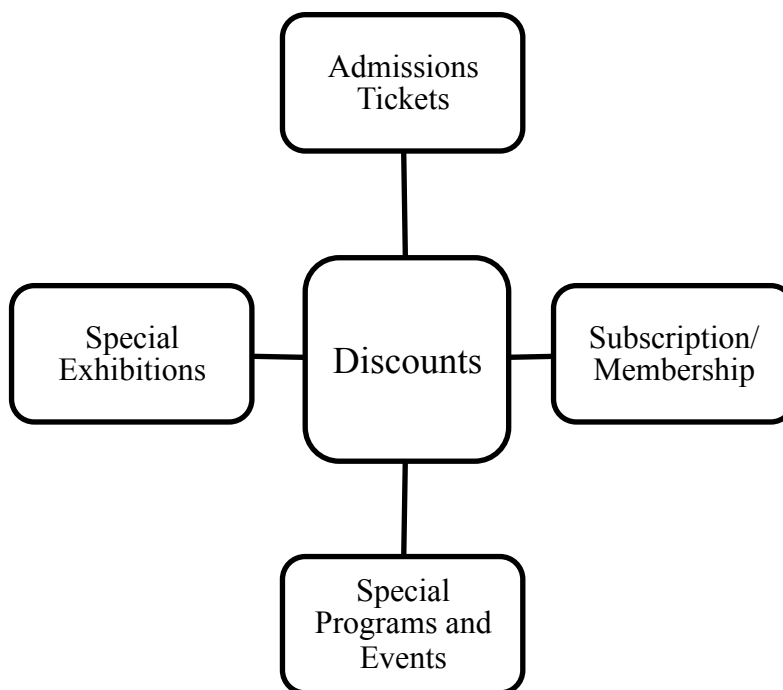 Admissions
Tickets
Special
Exhibitions
Discounts
Subscription/
Membership
Special
Programs and
Events